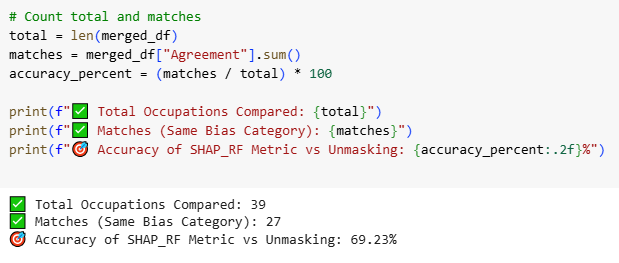 # Count total and matches
total = len(merged_df)
matches = merged_df["Agreement"].sum()
accuracy_percent = (matches / total) * 100
print(f"✅ Total Occupations Compared: {total}")
print(f"✅ Matches (Same Bias Category): {matches}")
print(f"🎯 Accuracy of SHAP_RF Metric vs Unmasking: {accuracy_percent:.2f}%")
✅ Total Occupations Compared: 39
✅ Matches (Same Bias Category): 27
🎯 Accuracy of SHAP_RF Metric vs Unmasking: 69.23%